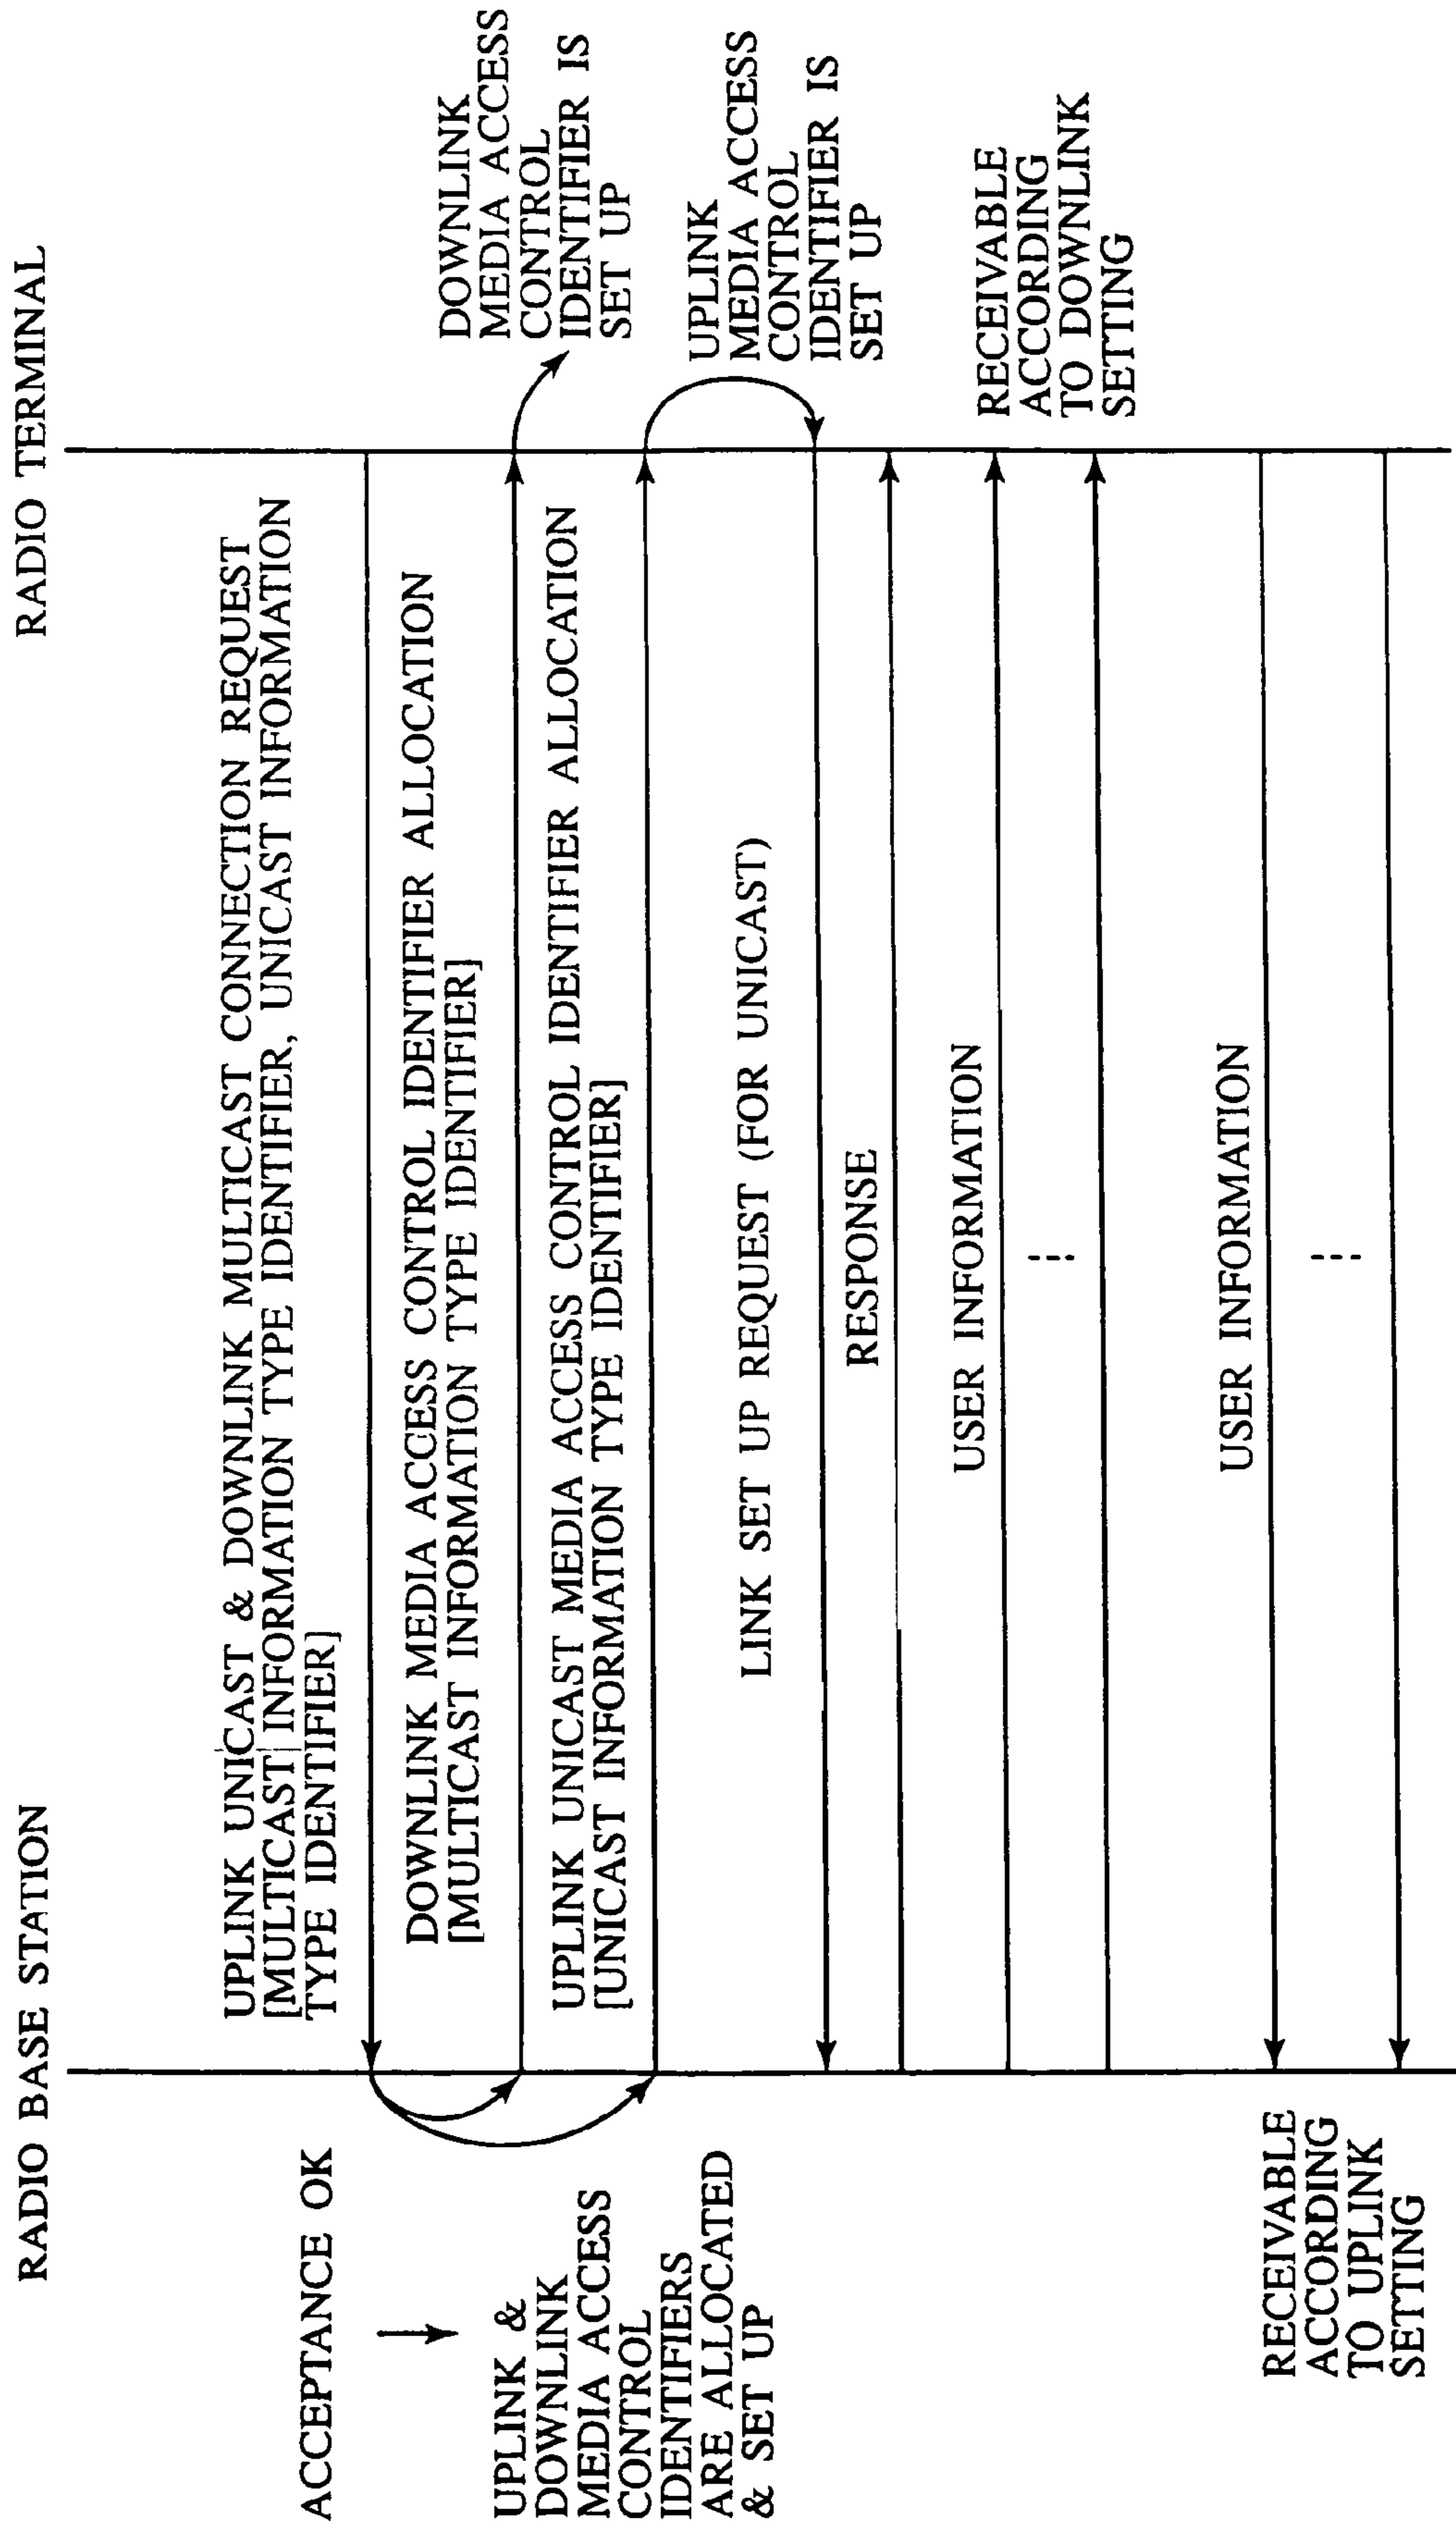 RADIO BASE STATION
RADIO TERMINAL
UPLINK UNICAST & DOWNLINK MULTICAST CONNECTION REQUEST
[MULTICAST INFORMATION TYPE IDENTIFIER, UNICAST INFORMATION
TYPE IDENTIFIER]
ACCEPTANCE OK
DOWNLINK MEDIA ACCESS CONTROL IDENTIFIER ALLOCATION
[MULTICAST INFORMATION TYPE IDENTIFIER]
DOWNLINK
MEDIA ACCESS
CONTROL
IDENTIFIER IS
SET UP
UPLINK &
DOWNLINK
MEDIA ACCESS
CONTROL
IDENTIFIERS
ARE ALLOCATED
& SET UP
UPLINK UNICAST MEDIA ACCESS CONTROL IDENTIFIER ALLOCATION
[UNICAST INFORMATION TYPE IDENTIFIER]
UPLINK
MEDIA ACCESS
CONTROL
IDENTIFIER IS
SET UP
LINK SET UP REQUEST (FOR UNICAST)
RESPONSE
USER INFORMATION
RECEIVABLE
ACCORDING
TO DOWNLINK
SETTING
USER INFORMATION
RECEIVABLE
ACCORDING
TO UPLINK
SETTING